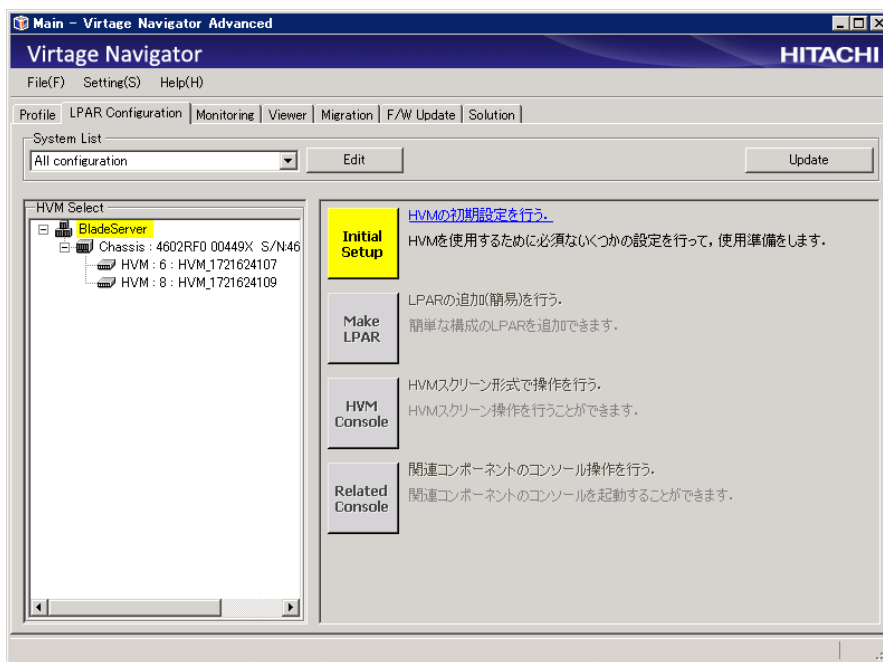 Main - Virtage Navigator Advanced
Virtage Navigator
HITACHI
File(F) Setting(S) Help(H)
Profile LPAR Configuration Monitoring Viewer Migration F/W Update Solution
System List
All configuration
Edit
Update
HVM Select
BladeServer
Chassis : 4602RF0 00449X S/N:46
HVM : 6 : HVM_1721624107
HVM : 8 : HVM_1721624109
Initial
Setup
HVMの初期設定を行う.
HVMを使用するために必須ないくつかの設定を行って, 使用準備をします.
Make
LPAR
LPARの追加(簡易)を行う.
簡単な構成のLPARを追加できます.
HVM
Console
HVMスクリーン形式で操作を行う.
HVMスクリーン操作を行うことができます.
Related
Console
関連コンポーネントのコンソール操作を行う.
関連コンポーネントのコンソールを起動することができます.